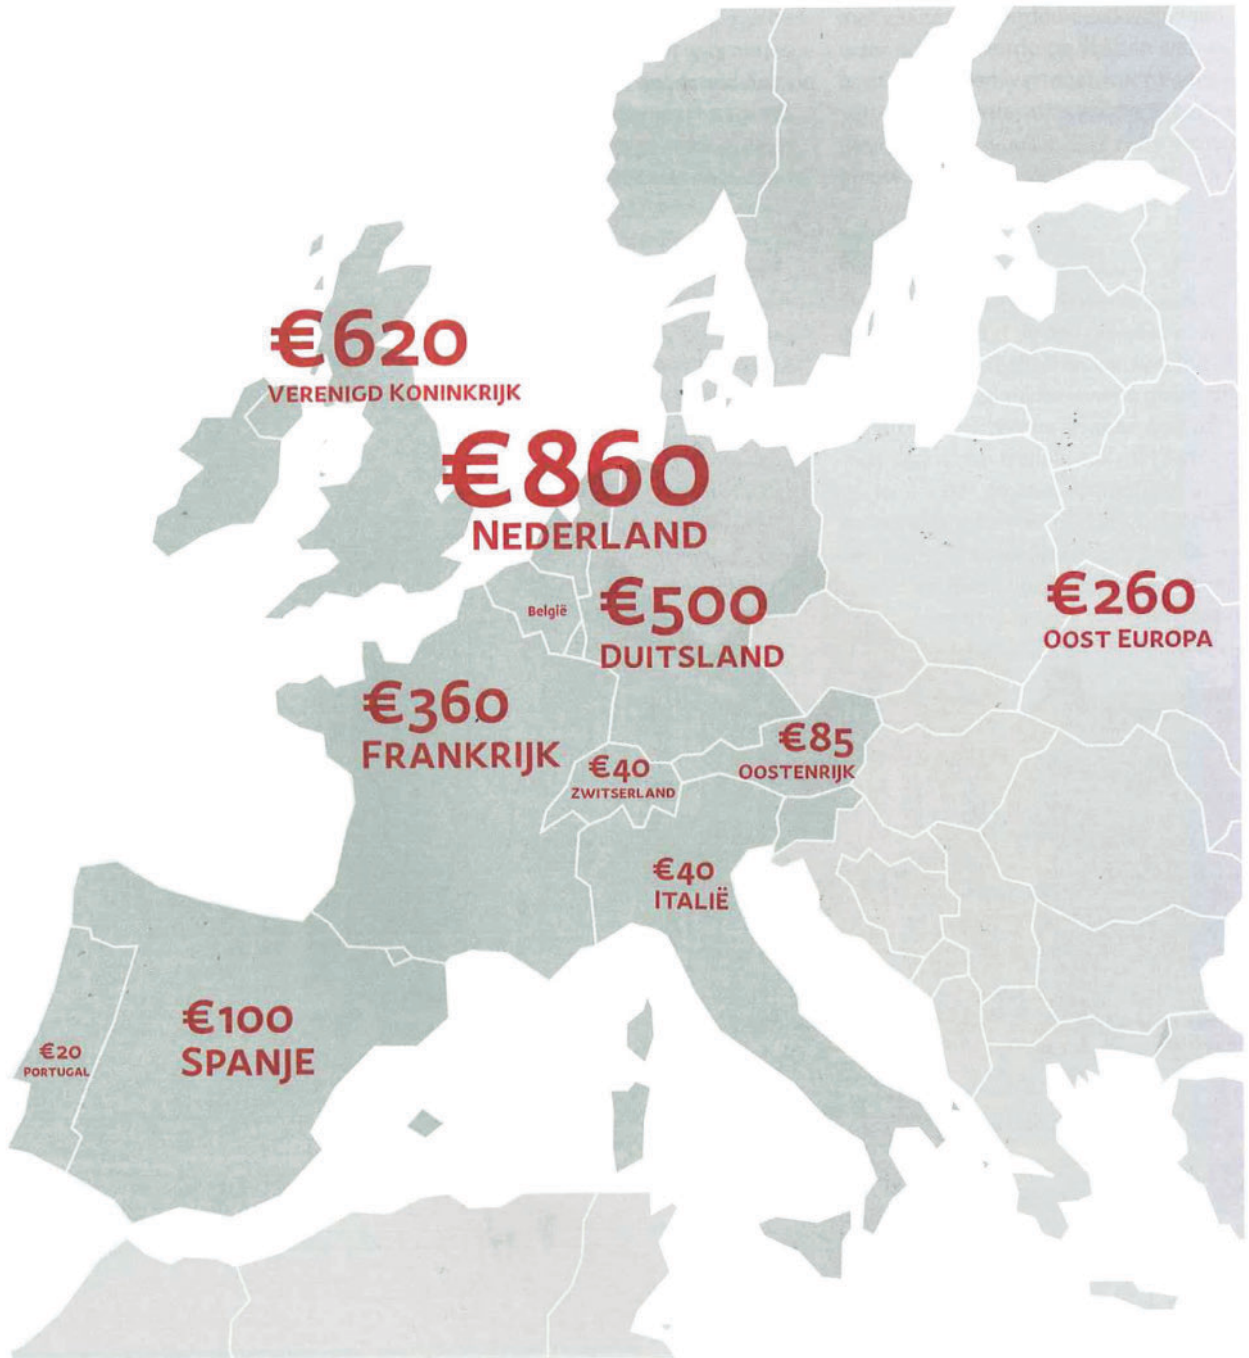 €620
VERENIGD KONINKRIJK
€860
NEDERLAND
België
€500
DUITSLAND
€260
OOST EUROPA
€360
FRANKRIJK
€85
OOSTENRIJK
€40
ZWITSERLAND
€40
ITALIË
€100
SPANJE
€20
PORTUGAL